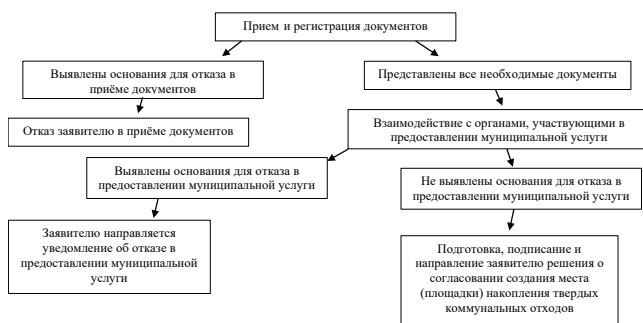 Прием и регистрация документов
Выявлены основания для отказа в
приёме документов
Представлены все необходимые документы
Отказ заявителю в приёме документов
Взаимодействие с органами, участвующими
в предоставлении муниципальной услуги
Выявлены основания для отказа в
предоставлении муниципальной услуги
Не выявлены основания для отказа в
предоставлении муниципальной услуги
Заявителю направляется
уведомление об отказе в
предоставлении муниципальной
услуги
Подготовка, подписание и
направление заявителю решения о
согласовании создания места
(площадки) накопления твердых
коммунальных отходов